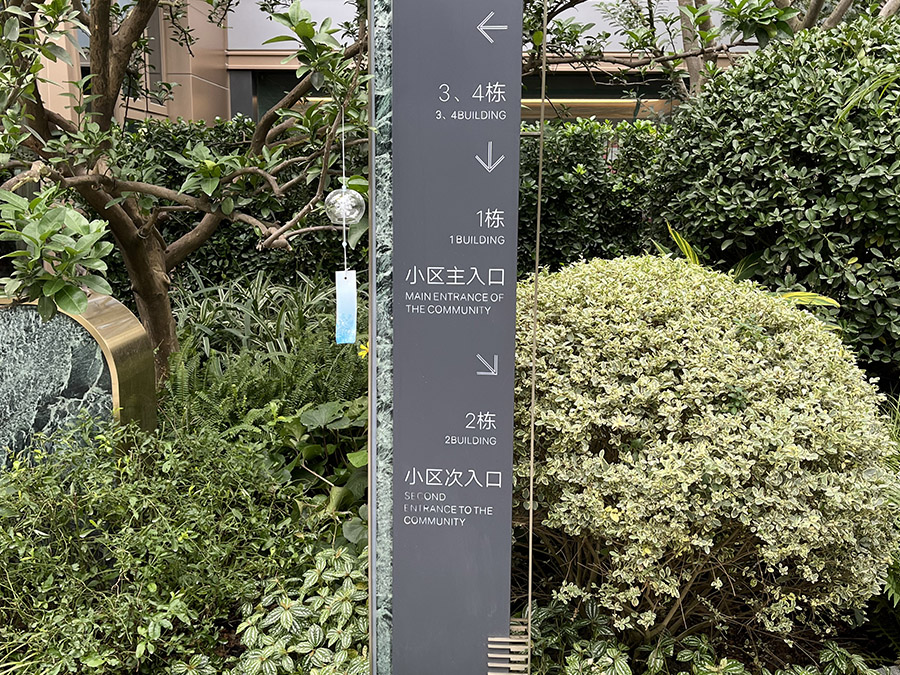 3、4栋
3、4BUILDING
1栋
1BUILDING
小区主入口
MAIN ENTRANCE OF
THE COMMUNITY
2栋
2BUILDING
小区次入口
SECOND
ENTRANCE TO THE
COMMUNITY